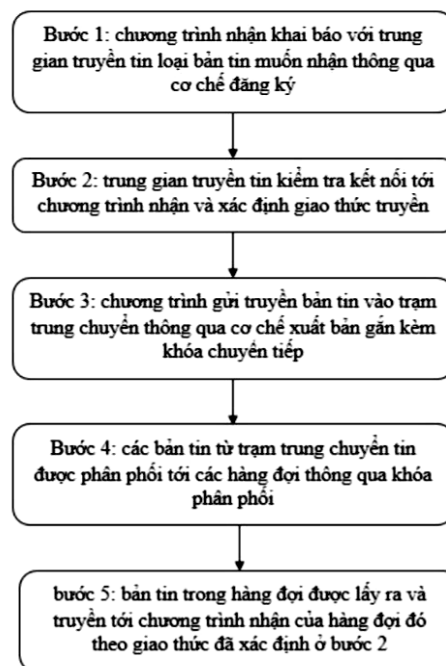 Bước 1: chương trình nhận khai báo với trung
gian truyền tin loại bản tin muốn nhận thông qua
cơ chế đăng ký
Bước 2: trung gian truyền tin kiểm tra kết nối tới
chương trình nhận và xác định giao thức truyền
Bước 3: chương trình gửi truyền bản tin vào trạm
trung chuyển thông qua cơ chế xuất bản gắn kèm
khóa chuyển tiếp
Bước 4: các bản tin từ trạm trung chuyển tin
được phân phối tới các hàng đợi thông qua khóa
phân phối
bước 5: bản tin trong hàng đợi được lấy ra và
truyền tới chương trình nhận của hàng đợi đó
theo giao thức đã xác định ở bước 2